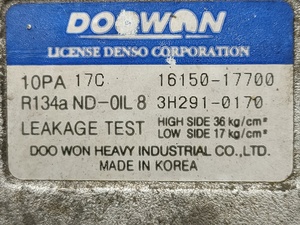 DOOWON
LICENSE DENSO CORPORATION
10PA 17C 16150-17700
R134a ND-OIL 8 3H291-0170
LEAKAGE TEST HIGH SIDE 36 kg/cm² LOW SIDE 17 kg/cm²
DOO WON HEAVY INDUSTRIAL CO.,LTD.
MADE IN KOREA